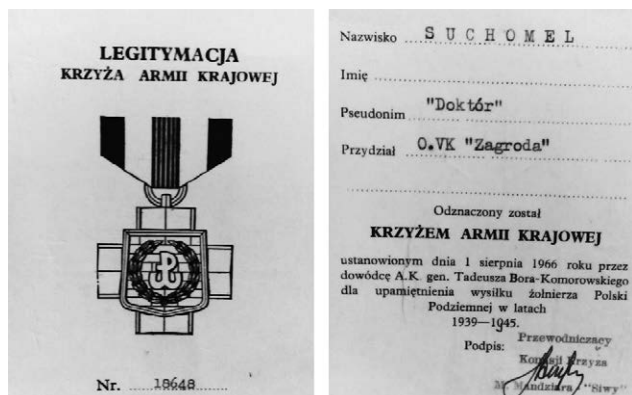 LEGITYMACJA
KRZYŻA ARMII KRAJOWEJ
Nr. 18648
Nazwisko SUCHOMEL
Imię
Pseudonim "Doktór"
Przydział O.VK "Zagroda"
Odznaczony został
KRZYŻEM ARMII KRAJOWEJ
ustanowionym dnia 1 sierpnia 1966 roku przez
dowódcę A.K. gen. Tadeusza Bora-Komorowskiego
dla upamiętnienia wysiłku żołnierza Polski
Podziemnej w latach
1939—1945.
Podpis: Przewodniczący
Komisji Krzyża
M. Mandziara - "Siwy"